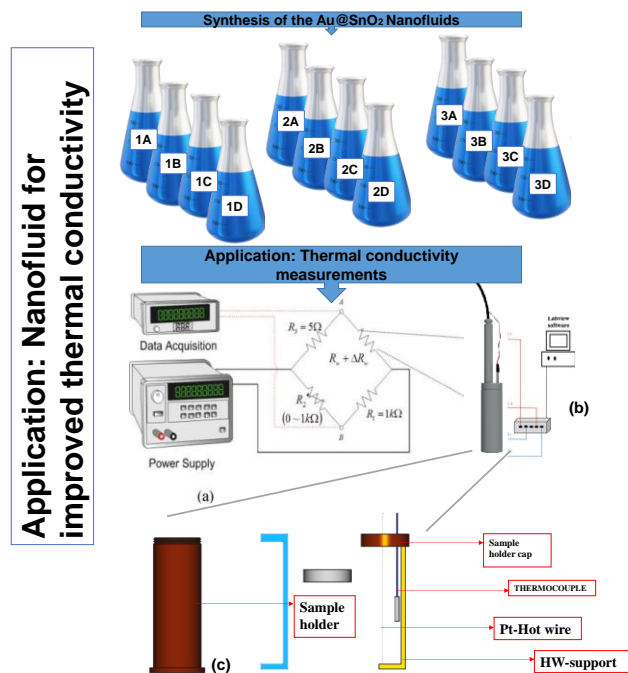 Synthesis of the Au@SnO₂ Nanofluids
Application: Nanofluid for
improved thermal conductivity
1A
1B
1C
1D
2A
2B
2C
2D
3A
3B
3C
3D
Application: Thermal conductivity
measurements
Data Acquisition
Power Supply
A
R₃ = 5Ω
Rw + ΔRw
R₂
(0 ~ 1kΩ)
R₁ = 1kΩ
B
(a)
Labview
software
(b)
Sample
holder
(c)
Sample
holder cap
THERMOCOUPLE
Pt-Hot wire
HW-support